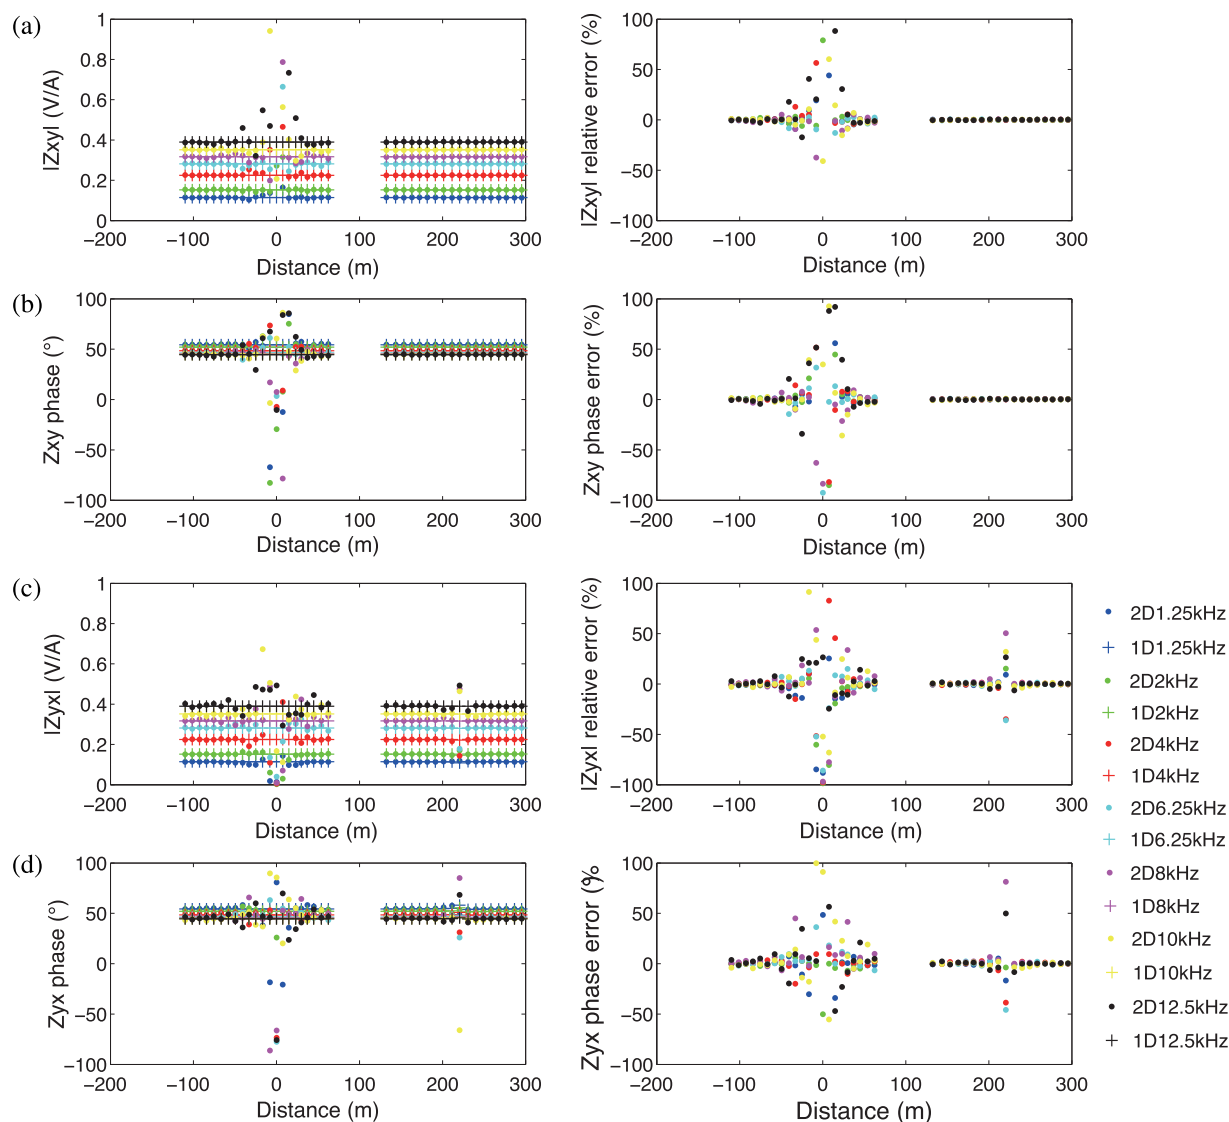 (a)
1
0.8
0.6
0.4
0.2
0
−200
−100
0
100
200
300
Distance (m)
|Zxy| (V/A)
100
50
0
−50
−100
−200
−100
0
100
200
300
Distance (m)
|Zxy| relative error (%)
(b)
100
50
0
−50
−100
−200
−100
0
100
200
300
Distance (m)
Zxy phase (°)
100
50
0
−50
−100
−200
−100
0
100
200
300
Distance (m)
Zxy phase error (%)
(c)
1
0.8
0.6
0.4
0.2
0
−200
−100
0
100
200
300
Distance (m)
|Zyx| (V/A)
100
50
0
−50
−100
−200
−100
0
100
200
300
Distance (m)
|Zyx| relative error (%)
(d)
100
50
0
−50
−100
−200
−100
0
100
200
300
Distance (m)
Zyx phase (°)
100
50
0
−50
−100
−200
−100
0
100
200
300
Distance (m)
Zyx phase error (%
2D1.25kHz
1D1.25kHz
2D2kHz
1D2kHz
2D4kHz
1D4kHz
2D6.25kHz
1D6.25kHz
2D8kHz
1D8kHz
2D10kHz
1D10kHz
2D12.5kHz
1D12.5kHz